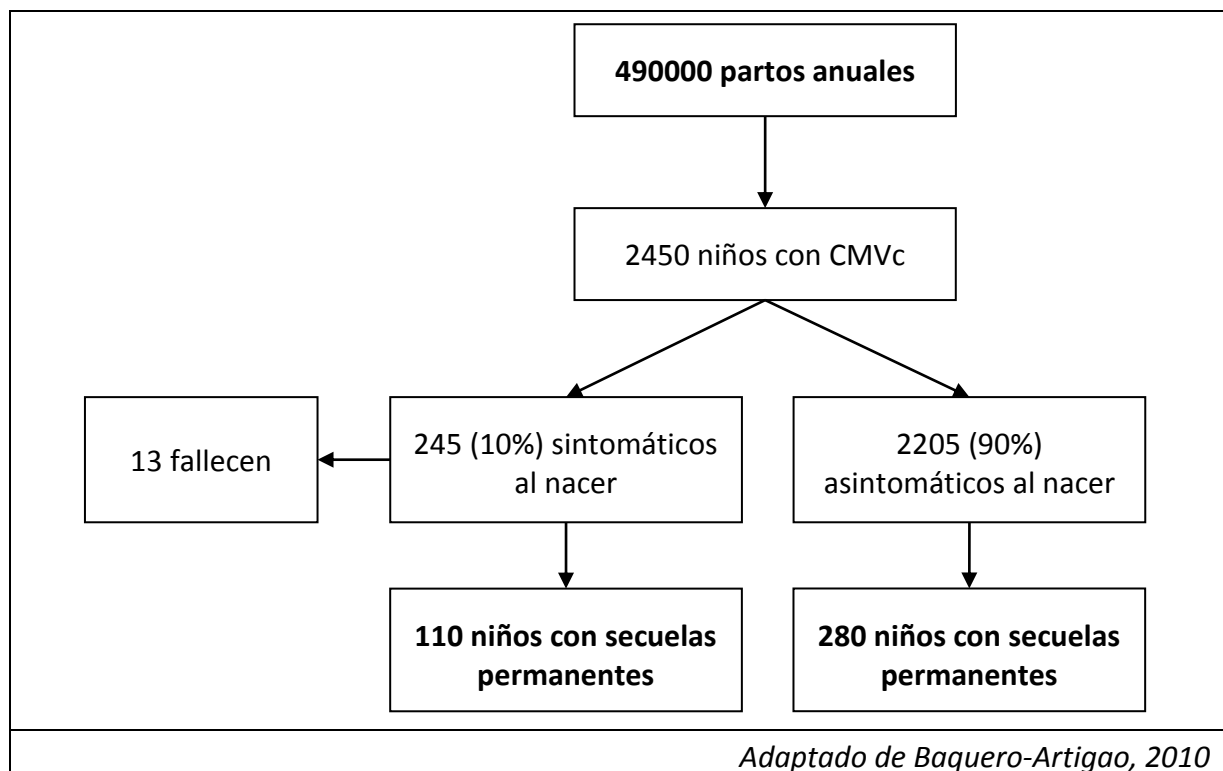 490000 partos anuales
2450 niños con CMVc
13 fallecen
245 (10%) sintomáticos
al nacer
2205 (90%)
asintomáticos al nacer
110 niños con secuelas
permanentes
280 niños con secuelas
permanentes
Adaptado de Baquero-Artigao, 2010